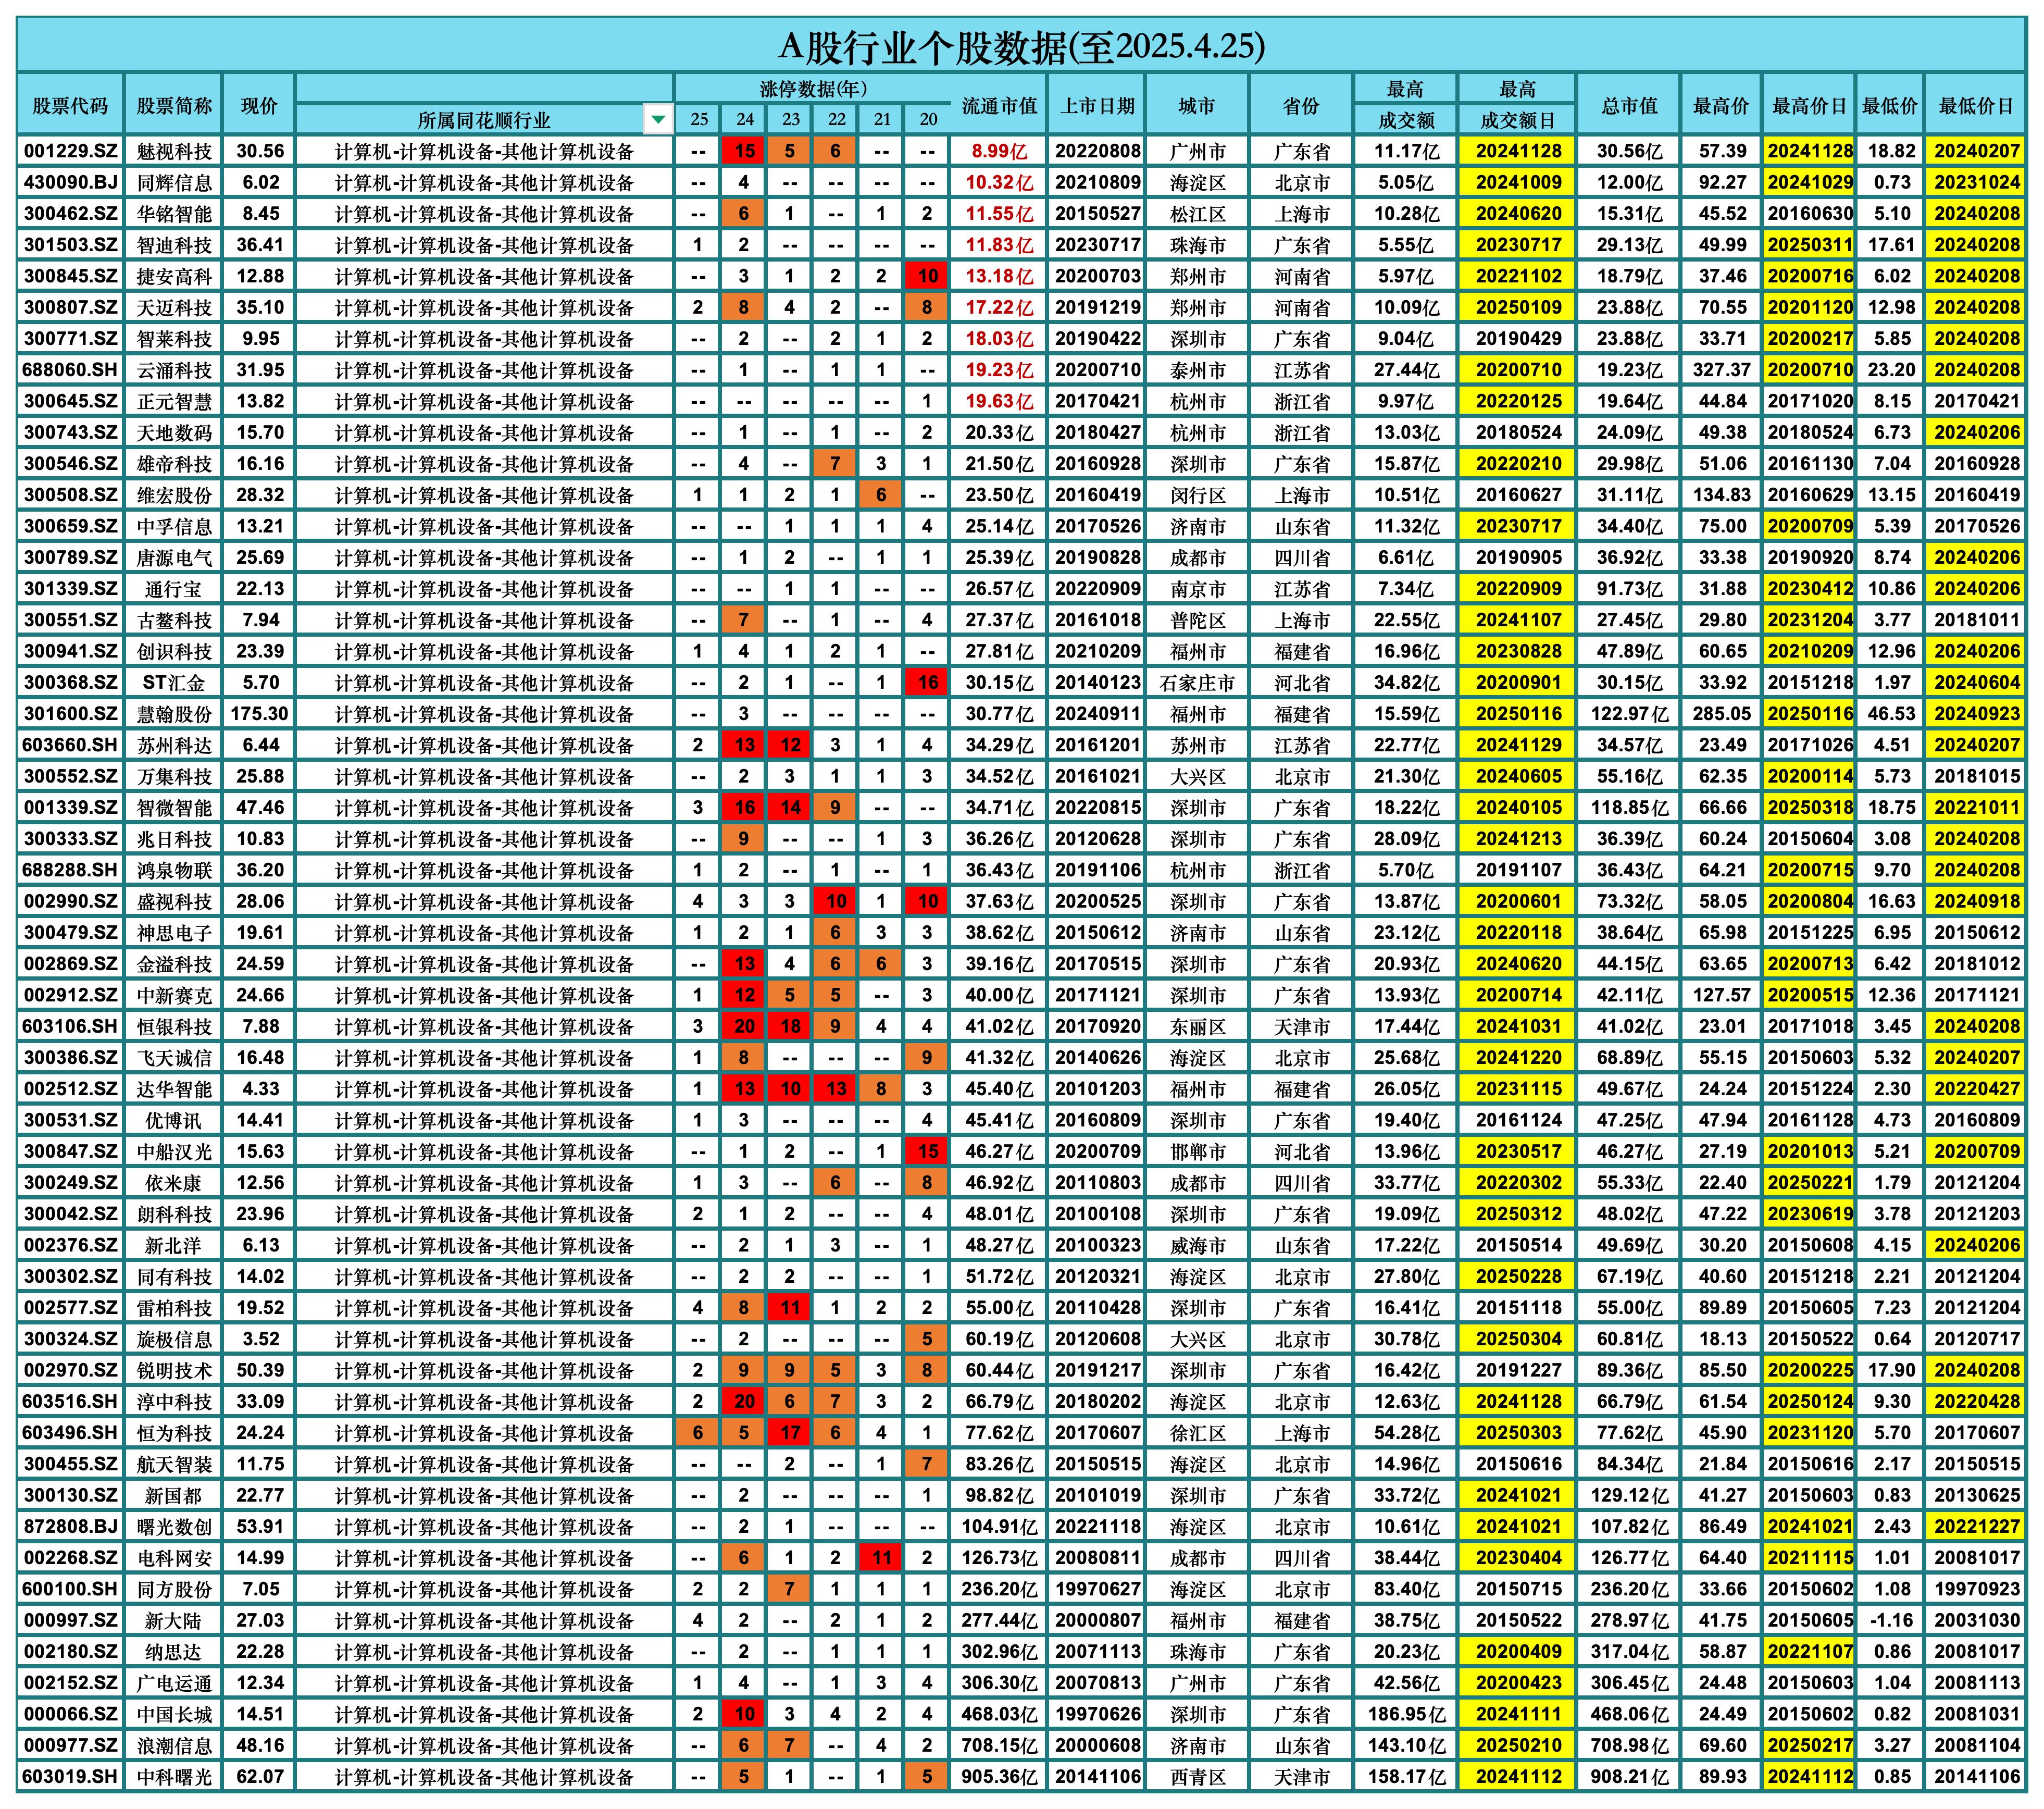 A股行业个股数据(至2025.4.25)
股票代码 股票简称 现价 所属同花顺行业 涨停数据(年) 流通市值 上市日期 城市 省份 最高 最高 总市值 最高价 最高价日 最低价 最低价日
25 24 23 22 21 20 成交额 成交额日
001229.SZ 魅视科技 30.56 计算机-计算机设备-其他计算机设备 -- 15 5 6 -- -- 8.99亿 20220808 广州市 广东省 11.17亿 20241128 30.56亿 57.39 20241128 18.82 20240207
430090.BJ 同辉信息 6.02 计算机-计算机设备-其他计算机设备 -- 4 -- -- -- -- 10.32亿 20210809 海淀区 北京市 5.05亿 20241009 12.00亿 92.27 20241029 0.73 20231024
300462.SZ 华铭智能 8.45 计算机-计算机设备-其他计算机设备 -- 6 1 -- 1 2 11.55亿 20150527 松江区 上海市 10.28亿 20240620 15.31亿 45.52 20160630 5.10 20240208
301503.SZ 智迪科技 36.41 计算机-计算机设备-其他计算机设备 1 2 -- -- -- -- 11.83亿 20230717 珠海市 广东省 5.55亿 20230717 29.13亿 49.99 20250311 17.61 20240208
300845.SZ 捷安高科 12.88 计算机-计算机设备-其他计算机设备 -- 3 1 2 2 10 13.18亿 20200703 郑州市 河南省 5.97亿 20221102 18.79亿 37.46 20200716 6.02 20240208
300807.SZ 天迈科技 35.10 计算机-计算机设备-其他计算机设备 2 8 4 2 -- 8 17.22亿 20191219 郑州市 河南省 10.09亿 20250109 23.88亿 70.55 20201120 12.98 20240208
300771.SZ 智莱科技 9.95 计算机-计算机设备-其他计算机设备 -- 2 -- 2 1 2 18.03亿 20190422 深圳市 广东省 9.04亿 20190429 23.88亿 33.71 20200217 5.85 20240208
688060.SH 云涌科技 31.95 计算机-计算机设备-其他计算机设备 -- 1 -- 1 1 -- 19.23亿 20200710 泰州市 江苏省 27.44亿 20200710 19.23亿 327.37 20200710 23.20 20240208
300645.SZ 正元智慧 13.82 计算机-计算机设备-其他计算机设备 -- -- -- -- -- 1 19.63亿 20170421 杭州市 浙江省 9.97亿 20220125 19.64亿 44.84 20171020 8.15 20170421
300743.SZ 天地数码 15.70 计算机-计算机设备-其他计算机设备 -- 1 -- 1 -- 2 20.33亿 20180427 杭州市 浙江省 13.03亿 20180524 24.09亿 49.38 20180524 6.73 20240206
300546.SZ 雄帝科技 16.16 计算机-计算机设备-其他计算机设备 -- 4 -- 7 3 1 21.50亿 20160928 深圳市 广东省 15.87亿 20220210 29.98亿 51.06 20161130 7.04 20160928
300508.SZ 维宏股份 28.32 计算机-计算机设备-其他计算机设备 1 1 2 1 6 -- 23.50亿 20160419 闵行区 上海市 10.51亿 20160627 31.11亿 134.83 20160629 13.15 20160419
300659.SZ 中孚信息 13.21 计算机-计算机设备-其他计算机设备 -- -- 1 1 1 4 25.14亿 20170526 济南市 山东省 11.32亿 20230717 34.40亿 75.00 20200709 5.39 20170526
300789.SZ 唐源电气 25.69 计算机-计算机设备-其他计算机设备 -- 1 2 -- 1 1 25.39亿 20190828 成都市 四川省 6.61亿 20190905 36.92亿 33.38 20190920 8.74 20240206
301339.SZ 通行宝 22.13 计算机-计算机设备-其他计算机设备 -- -- 1 1 -- -- 26.57亿 20220909 南京市 江苏省 7.34亿 20220909 91.73亿 31.88 20230412 10.86 20240206
300551.SZ 古鳌科技 7.94 计算机-计算机设备-其他计算机设备 -- 7 -- 1 -- 4 27.37亿 20161018 普陀区 上海市 22.55亿 20241107 27.45亿 29.80 20231204 3.77 20181011
300941.SZ 创识科技 23.39 计算机-计算机设备-其他计算机设备 1 4 1 2 1 -- 27.81亿 20210209 福州市 福建省 16.96亿 20230828 47.89亿 60.65 20210209 12.96 20240206
300368.SZ ST汇金 5.70 计算机-计算机设备-其他计算机设备 -- 2 1 -- 1 16 30.15亿 20140123 石家庄市 河北省 34.82亿 20200901 30.15亿 33.92 20151218 1.97 20240604
301600.SZ 慧翰股份 175.30 计算机-计算机设备-其他计算机设备 -- 3 -- -- -- -- 30.77亿 20240911 福州市 福建省 15.59亿 20250116 122.97亿 285.05 20250116 46.53 20240923
603660.SH 苏州科达 6.44 计算机-计算机设备-其他计算机设备 2 13 12 3 1 4 34.29亿 20161201 苏州市 江苏省 22.77亿 20241129 34.57亿 23.49 20171026 4.51 20240207
300552.SZ 万集科技 25.88 计算机-计算机设备-其他计算机设备 -- 2 3 1 1 3 34.52亿 20161021 大兴区 北京市 21.30亿 20240605 55.16亿 62.35 20200114 5.73 20181015
001339.SZ 智微智能 47.46 计算机-计算机设备-其他计算机设备 3 16 14 9 -- -- 34.71亿 20220815 深圳市 广东省 18.22亿 20240105 118.85亿 66.66 20250318 18.75 20221011
300333.SZ 兆日科技 10.83 计算机-计算机设备-其他计算机设备 -- 9 -- -- 1 3 36.26亿 20120628 深圳市 广东省 28.09亿 20241213 36.39亿 60.24 20150604 3.08 20240208
688288.SH 鸿泉物联 36.20 计算机-计算机设备-其他计算机设备 1 2 -- 1 -- 1 36.43亿 20191106 杭州市 浙江省 5.70亿 20191107 36.43亿 64.21 20200715 9.70 20240208
002990.SZ 盛视科技 28.06 计算机-计算机设备-其他计算机设备 4 3 3 10 1 10 37.63亿 20200525 深圳市 广东省 13.87亿 20200601 73.32亿 58.05 20200804 16.63 20240918
300479.SZ 神思电子 19.61 计算机-计算机设备-其他计算机设备 1 2 1 6 3 3 38.62亿 20150612 济南市 山东省 23.12亿 20220118 38.64亿 65.98 20151225 6.95 20150612
002869.SZ 金溢科技 24.59 计算机-计算机设备-其他计算机设备 -- 13 4 6 6 3 39.16亿 20170515 深圳市 广东省 20.93亿 20240620 44.15亿 63.65 20200713 6.42 20181012
002912.SZ 中新赛克 24.66 计算机-计算机设备-其他计算机设备 1 12 5 5 -- 3 40.00亿 20171121 深圳市 广东省 13.93亿 20200714 42.11亿 127.57 20200515 12.36 20171121
603106.SH 恒银科技 7.88 计算机-计算机设备-其他计算机设备 3 20 18 9 4 4 41.02亿 20170920 东丽区 天津市 17.44亿 20241031 41.02亿 23.01 20171018 3.45 20240208
300386.SZ 飞天诚信 16.48 计算机-计算机设备-其他计算机设备 1 8 -- -- -- 9 41.32亿 20140626 海淀区 北京市 25.68亿 20241220 68.89亿 55.15 20150603 5.32 20240207
002512.SZ 达华智能 4.33 计算机-计算机设备-其他计算机设备 1 13 10 13 8 3 45.40亿 20101203 福州市 福建省 26.05亿 20231115 49.67亿 24.24 20151224 2.30 20220427
300531.SZ 优博讯 14.41 计算机-计算机设备-其他计算机设备 1 3 -- -- -- 4 45.41亿 20160809 深圳市 广东省 19.40亿 20161124 47.25亿 47.94 20161128 4.73 20160809
300847.SZ 中船汉光 15.63 计算机-计算机设备-其他计算机设备 -- 1 2 -- 1 15 46.27亿 20200709 邯郸市 河北省 13.96亿 20230517 46.27亿 27.19 20201013 5.21 20200709
300249.SZ 依米康 12.56 计算机-计算机设备-其他计算机设备 1 3 -- 6 -- 8 46.92亿 20110803 成都市 四川省 33.77亿 20220302 55.33亿 22.40 20250221 1.79 20121204
300042.SZ 朗科科技 23.96 计算机-计算机设备-其他计算机设备 2 1 2 -- -- 4 48.01亿 20100108 深圳市 广东省 19.09亿 20250312 48.02亿 47.22 20230619 3.78 20121203
002376.SZ 新北洋 6.13 计算机-计算机设备-其他计算机设备 -- 2 1 3 -- 1 48.27亿 20100323 威海市 山东省 17.22亿 20150514 49.69亿 30.20 20150608 4.15 20240206
300302.SZ 同有科技 14.02 计算机-计算机设备-其他计算机设备 -- 2 2 -- -- 1 51.72亿 20120321 海淀区 北京市 27.80亿 20250228 67.19亿 40.60 20151218 2.21 20121204
002577.SZ 雷柏科技 19.52 计算机-计算机设备-其他计算机设备 4 8 11 1 2 2 55.00亿 20110428 深圳市 广东省 16.41亿 20151118 55.00亿 89.89 20150605 7.23 20121204
300324.SZ 旋极信息 3.52 计算机-计算机设备-其他计算机设备 -- 2 -- -- -- 5 60.19亿 20120608 大兴区 北京市 30.78亿 20250304 60.81亿 18.13 20150522 0.64 20120717
002970.SZ 锐明技术 50.39 计算机-计算机设备-其他计算机设备 2 9 9 5 3 8 60.44亿 20191217 深圳市 广东省 16.42亿 20191227 89.36亿 85.50 20200225 17.90 20240208
603516.SH 淳中科技 33.09 计算机-计算机设备-其他计算机设备 2 20 6 7 3 2 66.79亿 20180202 海淀区 北京市 12.63亿 20241128 66.79亿 61.54 20250124 9.30 20220428
603496.SH 恒为科技 24.24 计算机-计算机设备-其他计算机设备 6 5 17 6 4 1 77.62亿 20170607 徐汇区 上海市 54.28亿 20250303 77.62亿 45.90 20231120 5.70 20170607
300455.SZ 航天智装 11.75 计算机-计算机设备-其他计算机设备 -- -- 2 -- 1 7 83.26亿 20150515 海淀区 北京市 14.96亿 20150616 84.34亿 21.84 20150616 2.17 20150515
300130.SZ 新国都 22.77 计算机-计算机设备-其他计算机设备 -- 2 -- -- -- 1 98.82亿 20101019 深圳市 广东省 33.72亿 20241021 129.12亿 41.27 20150603 0.83 20130625
872808.BJ 曙光数创 53.91 计算机-计算机设备-其他计算机设备 -- 2 1 -- -- -- 104.91亿 20221118 海淀区 北京市 10.61亿 20241021 107.82亿 86.49 20241021 2.43 20221227
002268.SZ 电科网安 14.99 计算机-计算机设备-其他计算机设备 -- 6 1 2 11 2 126.73亿 20080811 成都市 四川省 38.44亿 20230404 126.77亿 64.40 20211115 1.01 20081017
600100.SH 同方股份 7.05 计算机-计算机设备-其他计算机设备 2 2 7 1 1 1 236.20亿 19970627 海淀区 北京市 83.40亿 20150715 236.20亿 33.66 20150602 1.08 19970923
000997.SZ 新大陆 27.03 计算机-计算机设备-其他计算机设备 4 2 -- 2 1 2 277.44亿 20000807 福州市 福建省 38.75亿 20150522 278.97亿 41.75 20150605 -1.16 20031030
002180.SZ 纳思达 22.28 计算机-计算机设备-其他计算机设备 -- 2 -- 1 1 1 302.96亿 20071113 珠海市 广东省 20.23亿 20200409 317.04亿 58.87 20221107 0.86 20081017
002152.SZ 广电运通 12.34 计算机-计算机设备-其他计算机设备 1 4 -- 1 3 4 306.30亿 20070813 广州市 广东省 42.56亿 20200423 306.45亿 24.48 20150603 1.04 20081113
000066.SZ 中国长城 14.51 计算机-计算机设备-其他计算机设备 2 10 3 4 2 4 468.03亿 19970626 深圳市 广东省 186.95亿 20241111 468.06亿 24.49 20150602 0.82 20081031
000977.SZ 浪潮信息 48.16 计算机-计算机设备-其他计算机设备 -- 6 7 -- 4 2 708.15亿 20000608 济南市 山东省 143.10亿 20250210 708.98亿 69.60 20250217 3.27 20081104
603019.SH 中科曙光 62.07 计算机-计算机设备-其他计算机设备 -- 5 1 -- 1 5 905.36亿 20141106 西青区 天津市 158.17亿 20241112 908.21亿 89.93 20241112 0.85 20141106